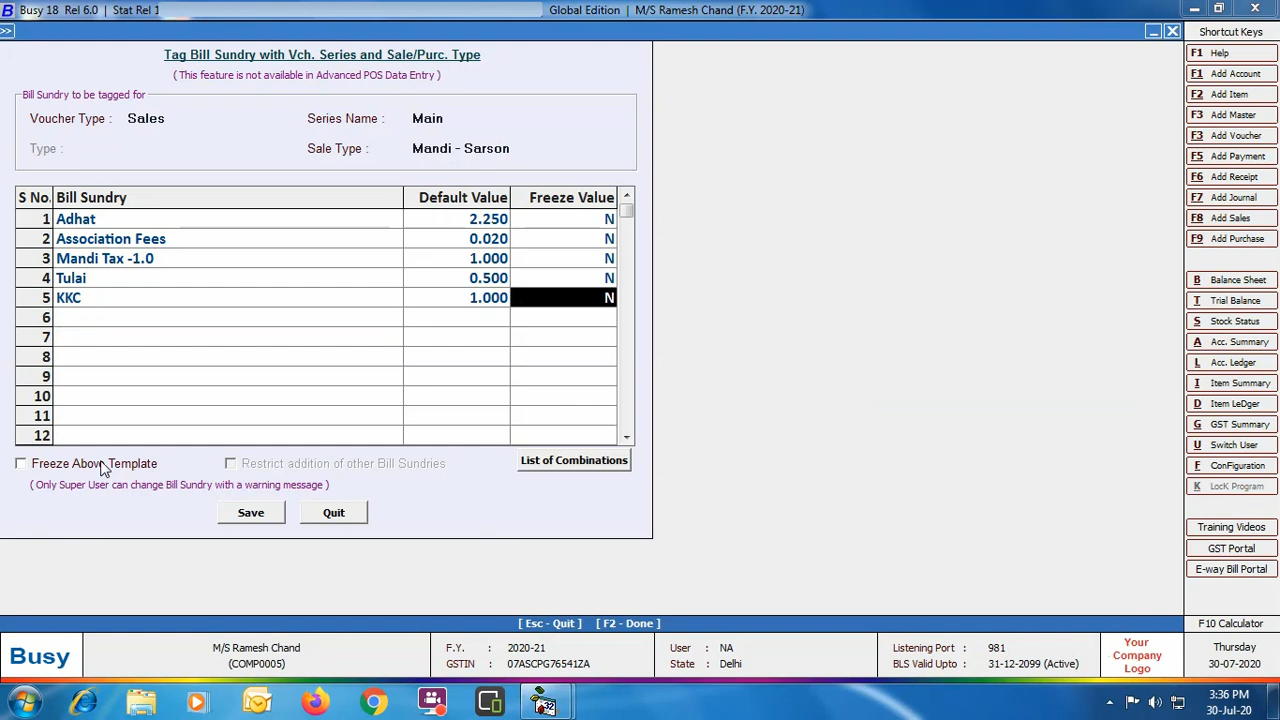 B Busy 18 Rel 6.0 | Stat Rel 1 Global Edition | M/S Ramesh Chand (F.Y. 2020-21)
>>
Tag Bill Sundry with Vch. Series and Sale/Purc. Type
( This feature is not available in Advanced POS Data Entry )
Bill Sundry to be tagged for
Voucher Type : Sales Series Name : Main
Type : Sale Type : Mandi - Sarson
S No. Bill Sundry Default Value Freeze Value
1 Adhat 2.250 N
2 Association Fees 0.020 N
3 Mandi Tax -1.0 1.000 N
4 Tulai 0.500 N
5 KKC 1.000 N
6
7
8
9
10
11
12
Freeze Above Template Restrict addition of other Bill Sundries List of Combinations
( Only Super User can change Bill Sundry with a warning message )
Save Quit
Shortcut Keys
F1 Help
F1 Add Account
F2 Add Item
F3 Add Master
F3 Add Voucher
F5 Add Payment
F6 Add Receipt
F7 Add Journal
F8 Add Sales
F9 Add Purchase
B Balance Sheet
T Trial Balance
S Stock Status
A Acc. Summary
L Acc. Ledger
I Item Summary
D Item LeDger
G GST Summary
U Switch User
F ConFiguration
K LocK Program
Training Videos
GST Portal
E-way Bill Portal
[ Esc - Quit ] [ F2 - Done ] F10 Calculator
Busy M/S Ramesh Chand F.Y. : 2020-21 User : NA Listening Port : 981 Your Company Logo Thursday
(COMP0005) GSTIN : 07ASCPG76541ZA State : Delhi BLS Valid Upto : 31-12-2099 (Active) 30-07-2020
32
3:36 PM
30-Jul-20